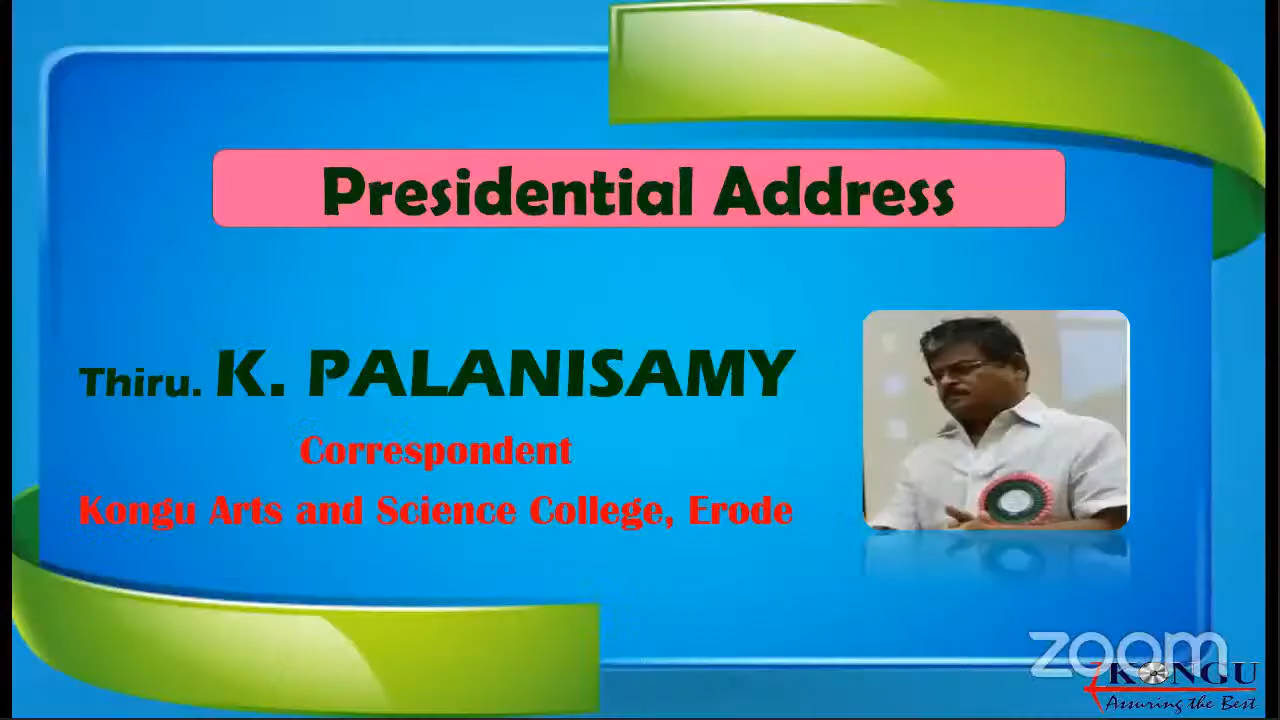 Presidential Address
Thiru. K. PALANISAMY
Correspondent
Kongu Arts and Science College, Erode
zoom
KONGU
Assuring the Best